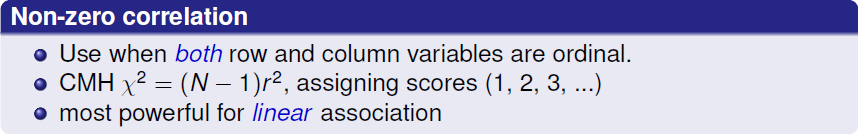 Non-zero correlation
Use when both row and column variables are ordinal.
CMH χ² = (N − 1)r², assigning scores (1, 2, 3, ...)
most powerful for linear association